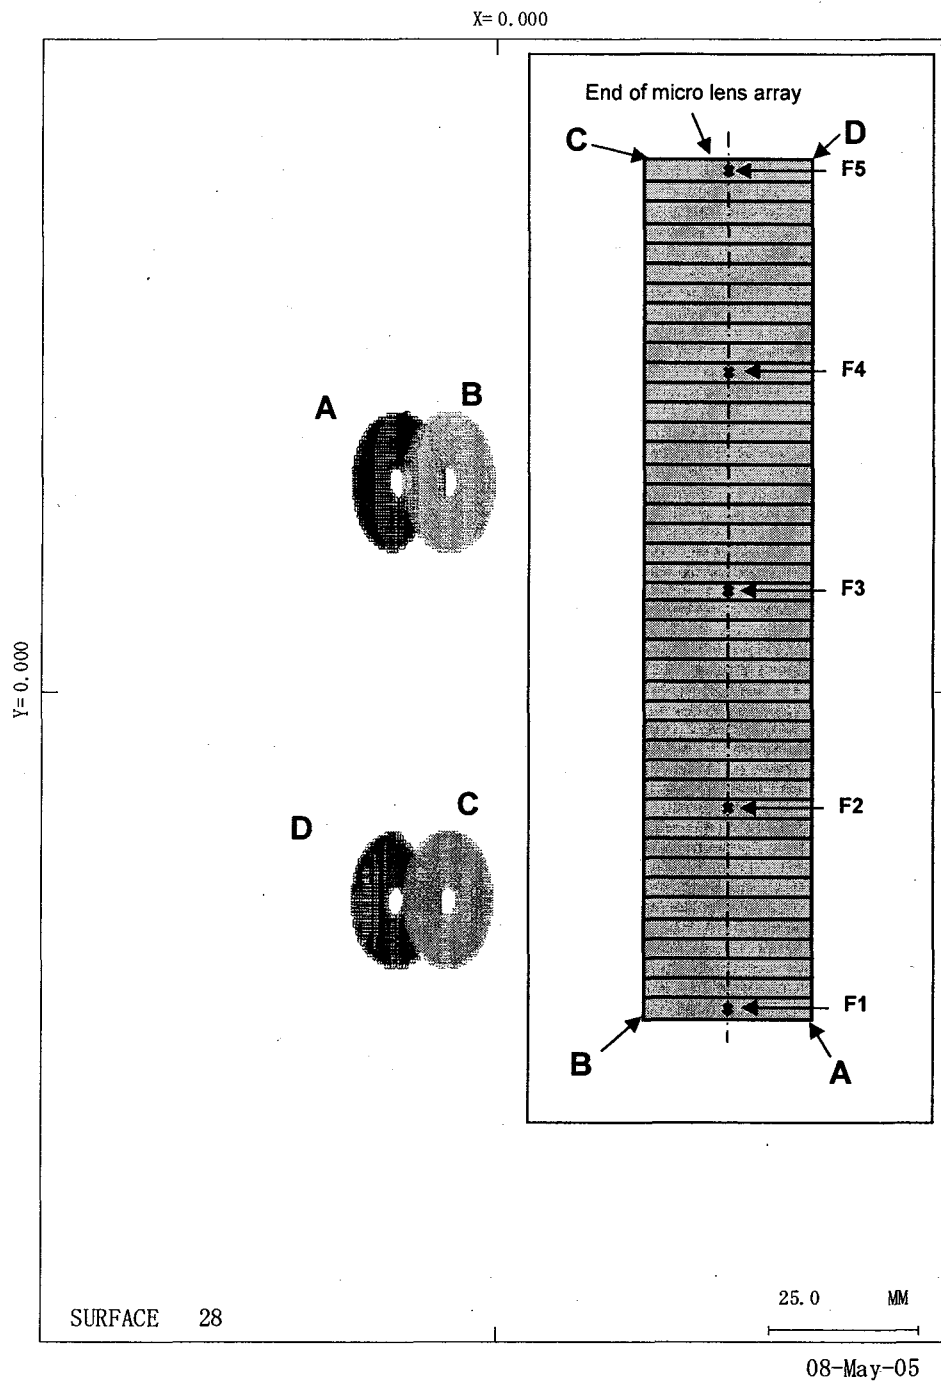 X= 0.000
End of micro lens array
C
D
F5
F4
A
B
F3
Y= 0.000
F2
D
C
F1
B
A
SURFACE 28
25.0 MM
08-May-05